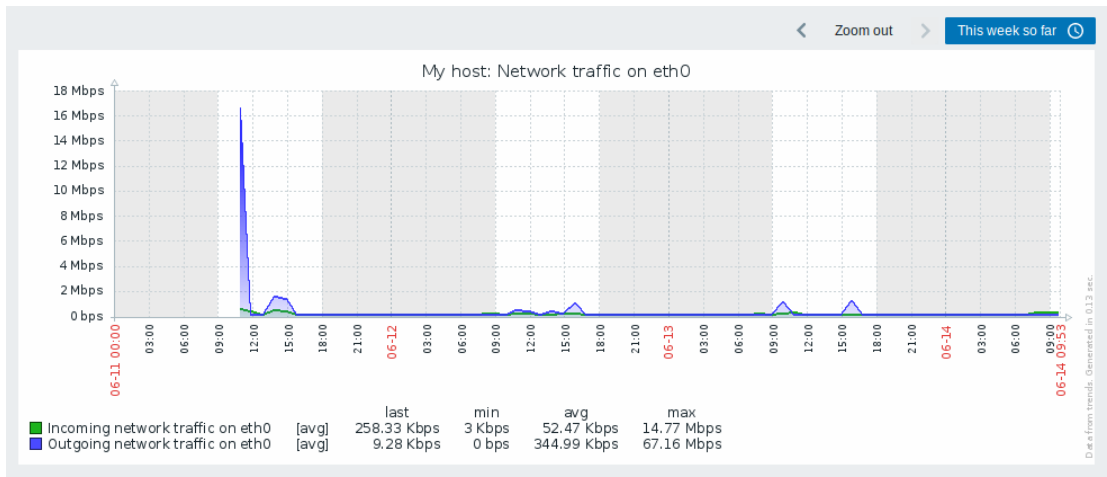 Zoom out
This week so far
My host: Network traffic on eth0
18 Mbps
16 Mbps
14 Mbps
12 Mbps
10 Mbps
8 Mbps
6 Mbps
4 Mbps
2 Mbps
0 bps
06-11 00:00
03:00
06:00
09:00
12:00
15:00
18:00
21:00
06-12
03:00
06:00
09:00
12:00
15:00
18:00
21:00
06-13
03:00
06:00
09:00
12:00
15:00
18:00
21:00
06-14
03:00
06:00
09:00
06-14 09:53
last min avg max
Incoming network traffic on eth0 [avg] 258.33 Kbps 3 Kbps 52.47 Kbps 14.77 Mbps
Outgoing network traffic on eth0 [avg] 9.28 Kbps 0 bps 344.99 Kbps 67.16 Mbps
Data from trends. Generated in 0.13 sec.